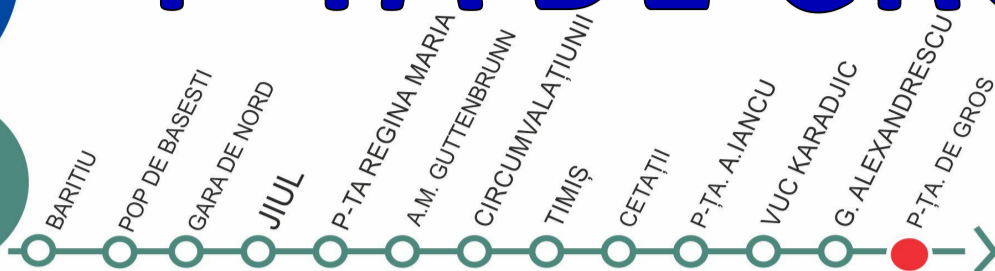 BARITIU
POP DE BASESTI
GARA DE NORD
JIUL
P-TA REGINA MARIA
A.M. GUTTENBRUNN
CIRCUMVALAȚIUNII
TIMIȘ
CETAȚII
P-ȚA. A.IANCU
VUC KARADJIC
G. ALEXANDRESCU
P-ȚA. DE GROS